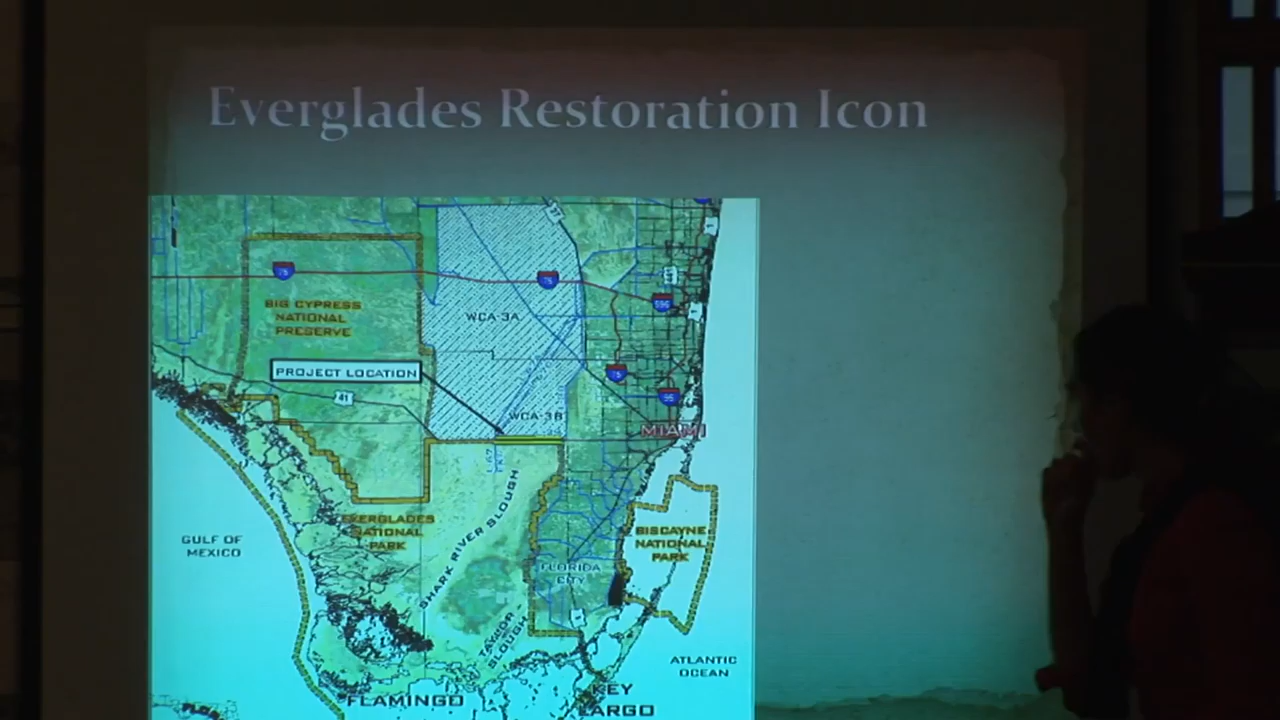 Everglades Restoration Icon
75
BIG CYPRESS
NATIONAL
PRESERVE
75
595
WCA-3A
PROJECT LOCATION
75
41
95
WCA-3B
MIAMI
EVERGLADES
NATIONAL
PARK
SHARK RIVER SLOUGH
BISCAYNE
NATIONAL
PARK
GULF OF
MEXICO
FLORIDA
CITY
TAYLOR
SLOUGH
ATLANTIC
OCEAN
FLAMINGO
KEY
LARGO